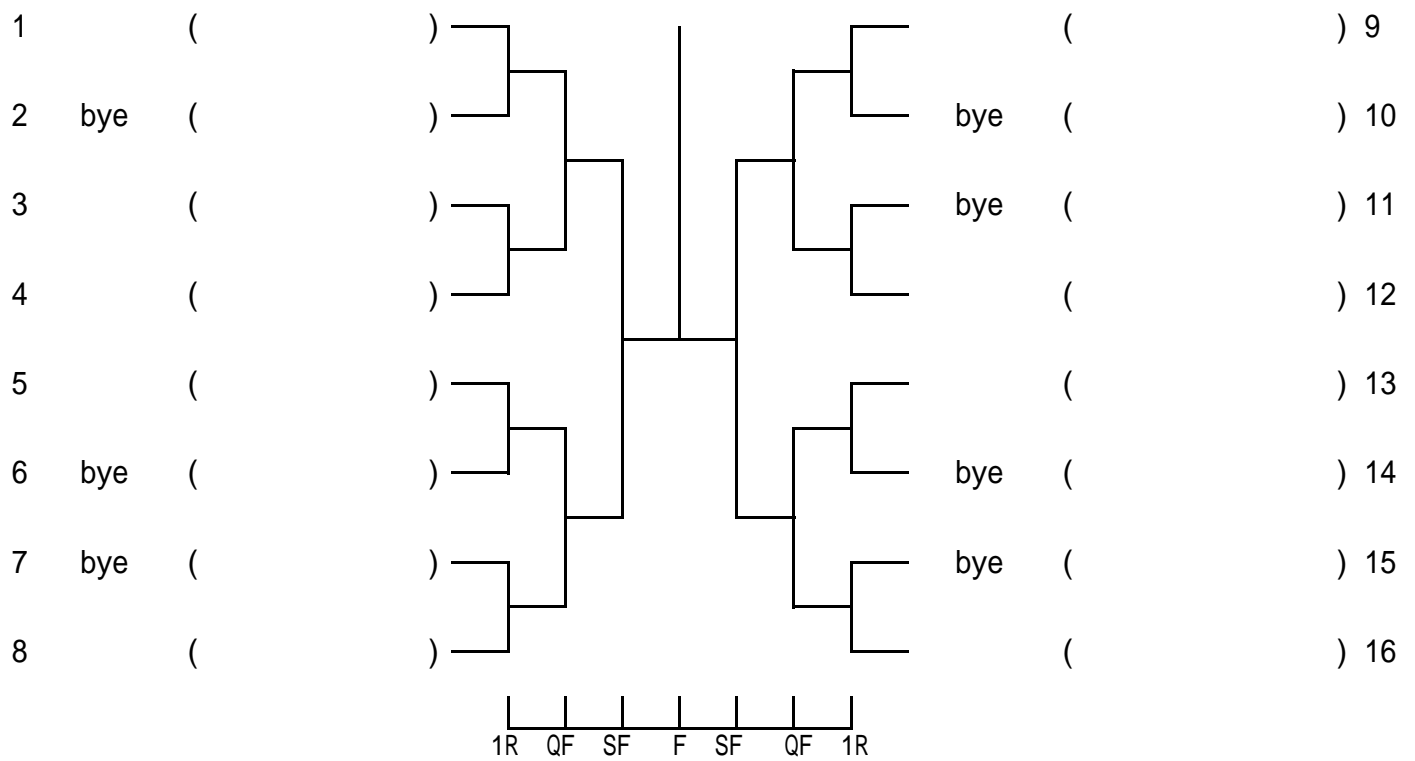 1 ( ) ( ) 9
2 bye ( ) bye ( ) 10
3 ( ) bye ( ) 11
4 ( ) ( ) 12
5 ( ) ( ) 13
6 bye ( ) bye ( ) 14
7 bye ( ) bye ( ) 15
8 ( ) ( ) 16
1R QF SF F SF QF 1R